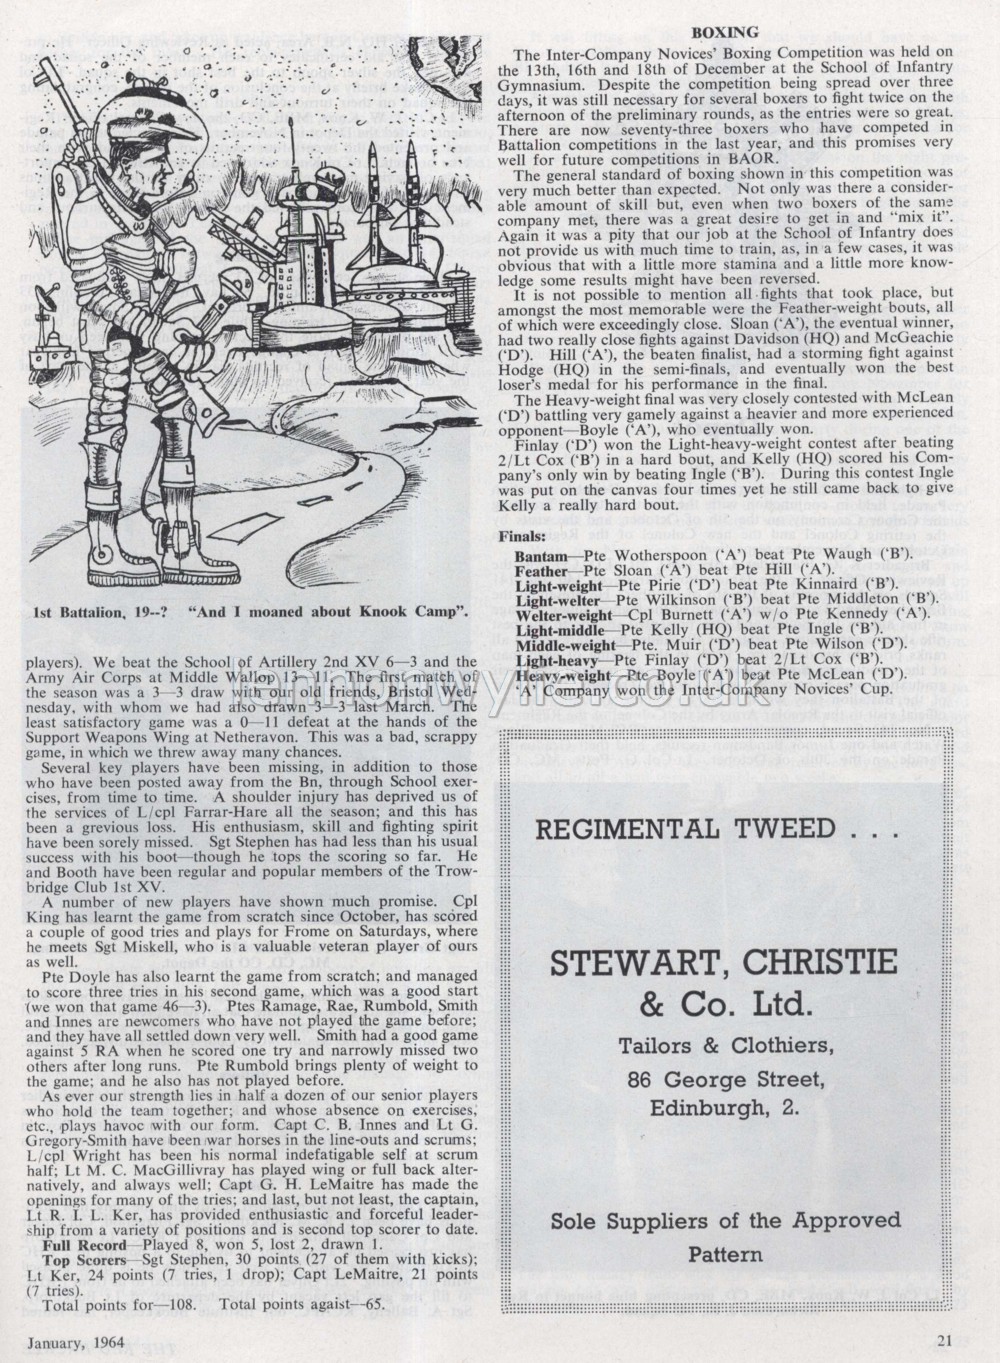 1st Battalion, 19--? "And I moaned about Knook Camp".
players). We beat the School of Artillery 2nd XV 6—3 and the
Army Air Corps at Middle Wallop 13—0. The first match of
the season was a 3—3 draw with our old friends, Bristol Wed-
nesday, with whom we had also drawn 3—3 last March. The
least satisfactory game was a 0—11 defeat at the hands of the
Support Weapons Wing at Netheravon. This was a bad, scrappy
game, in which we threw away many chances.
Several key players have been missing, in addition to those
who have been posted away from the Bn, through School exer-
cises, from time to time. A shoulder injury has deprived us of
the services of L/cpl Farrar-Hare all the season; and this has
been a grevious loss. His enthusiasm, skill and fighting spirit
have been sorely missed. Sgt Stephen has had less than his usual
success with his boot—though he tops the scoring so far. He
and Booth have been regular and popular members of the Trow-
bridge Club 1st XV.
A number of new players have shown much promise. Cpl
King has learnt the game from scratch since October, has scored
a couple of good tries and plays for Frome on Saturdays, where
he meets Sgt Miskell, who is a valuable veteran player of ours
as well.
Pte Doyle has also learnt the game from scratch; and managed
to score three tries in his second game, which was a good start
(we won that game 46—3). Ptes Ramage, Rae, Rumbold, Smith
and Innes are newcomers who have not played the game before;
and they have all settled down very well. Smith had a good game
against 5 RA when he scored one try and narrowly missed two
others after long runs. Pte Rumbold brings plenty of weight to
the game; and he also has not played before.
As ever our strength lies in half a dozen of our senior players
who hold the team together; and whose absence on exercises,
etc., plays havoc with our form. Capt C. B. Innes and Lt G.
Gregory-Smith have been war horses in the line-outs and scrums;
L/cpl Wright has been his normal indefatigable self at scrum
half; Lt M. C. MacGillivray has played wing or full back alter-
natively, and always well; Capt G. H. LeMaitre has made the
openings for many of the tries; and last, but not least, the captain,
Lt R. I. L. Ker, has provided enthusiastic and forceful leader-
ship from a variety of positions and is second top scorer to date.
Full Record—Played 8, won 5, lost 2, drawn 1.
Top Scorers—Sgt Stephen, 30 points (27 of them with kicks);
Lt Ker, 24 points (7 tries, 1 drop); Capt LeMaitre, 21 points
(7 tries).
Total points for—108. Total points agaist—65.
BOXING
The Inter-Company Novices' Boxing Competition was held on
the 13th, 16th and 18th of December at the School of Infantry
Gymnasium. Despite the competition being spread over three
days, it was still necessary for several boxers to fight twice on the
afternoon of the preliminary rounds, as the entries were so great.
There are now seventy-three boxers who have competed in
Battalion competitions in the last year, and this promises very
well for future competitions in BAOR.
The general standard of boxing shown in this competition was
very much better than expected. Not only was there a consider-
able amount of skill but, even when two boxers of the same
company met, there was a great desire to get in and "mix it".
Again it was a pity that our job at the School of Infantry does
not provide us with much time to train, as, in a few cases, it was
obvious that with a little more stamina and a little more know-
ledge some results might have been reversed.
It is not possible to mention all fights that took place, but
amongst the most memorable were the Feather-weight bouts, all
of which were exceedingly close. Sloan ('A'), the eventual winner,
had two really close fights against Davidson (HQ) and McGeachie
('D'). Hill ('A'), the beaten finalist, had a storming fight against
Hodge (HQ) in the semi-finals, and eventually won the best
loser's medal for his performance in the final.
The Heavy-weight final was very closely contested with McLean
('D') battling very gamely against a heavier and more experienced
opponent—Boyle ('A'), who eventually won.
Finlay ('D') won the Light-heavy-weight contest after beating
2/Lt Cox ('B') in a hard bout, and Kelly (HQ) scored his Com-
pany's only win by beating Ingle ('B'). During this contest Ingle
was put on the canvas four times yet he still came back to give
Kelly a really hard bout.
Finals:
Bantam—Pte Wotherspoon ('A') beat Pte Waugh ('B').
Feather—Pte Sloan ('A') beat Pte Hill ('A').
Light-weight—Pte Pirie ('D') beat Pte Kinnaird ('B').
Light-welter—Pte Wilkinson ('B') beat Pte Middleton ('B').
Welter-weight—Cpl Burnett ('A') w/o Pte Kennedy ('A').
Light-middle—Pte Kelly (HQ) beat Pte Ingle ('B').
Middle-weight—Pte. Muir ('D') beat Pte Wilson ('D').
Light-heavy—Pte Finlay ('D') beat 2/Lt Cox ('B').
Heavy-weight—Pte Boyle ('A') beat Pte McLean ('D').
'A' Company won the Inter-Company Novices' Cup.
REGIMENTAL TWEED . . .
STEWART, CHRISTIE
& Co. Ltd.
Tailors & Clothiers,
86 George Street,
Edinburgh, 2.
Sole Suppliers of the Approved
Pattern
January, 1964
21